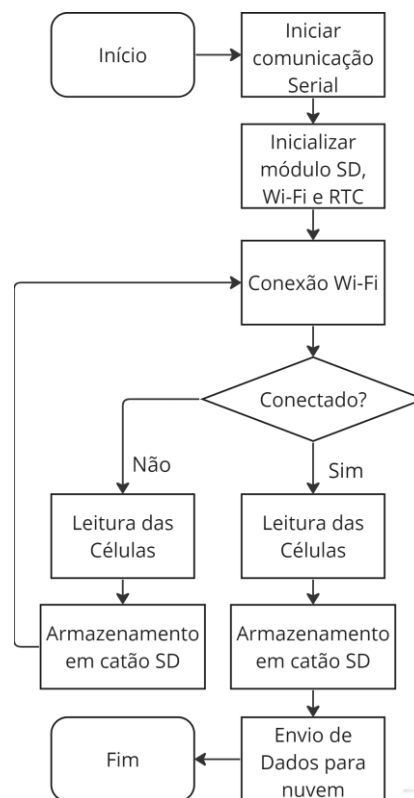 Início
Iniciar
comunicação
Serial
Inicializar
módulo SD,
Wi-Fi e RTC
Conexão Wi-Fi
Conectado?
Não
Sim
Leitura das
Células
Leitura das
Células
Armazenamento
em catão SD
Armazenamento
em catão SD
Fim
Envio de
Dados para
nuvem